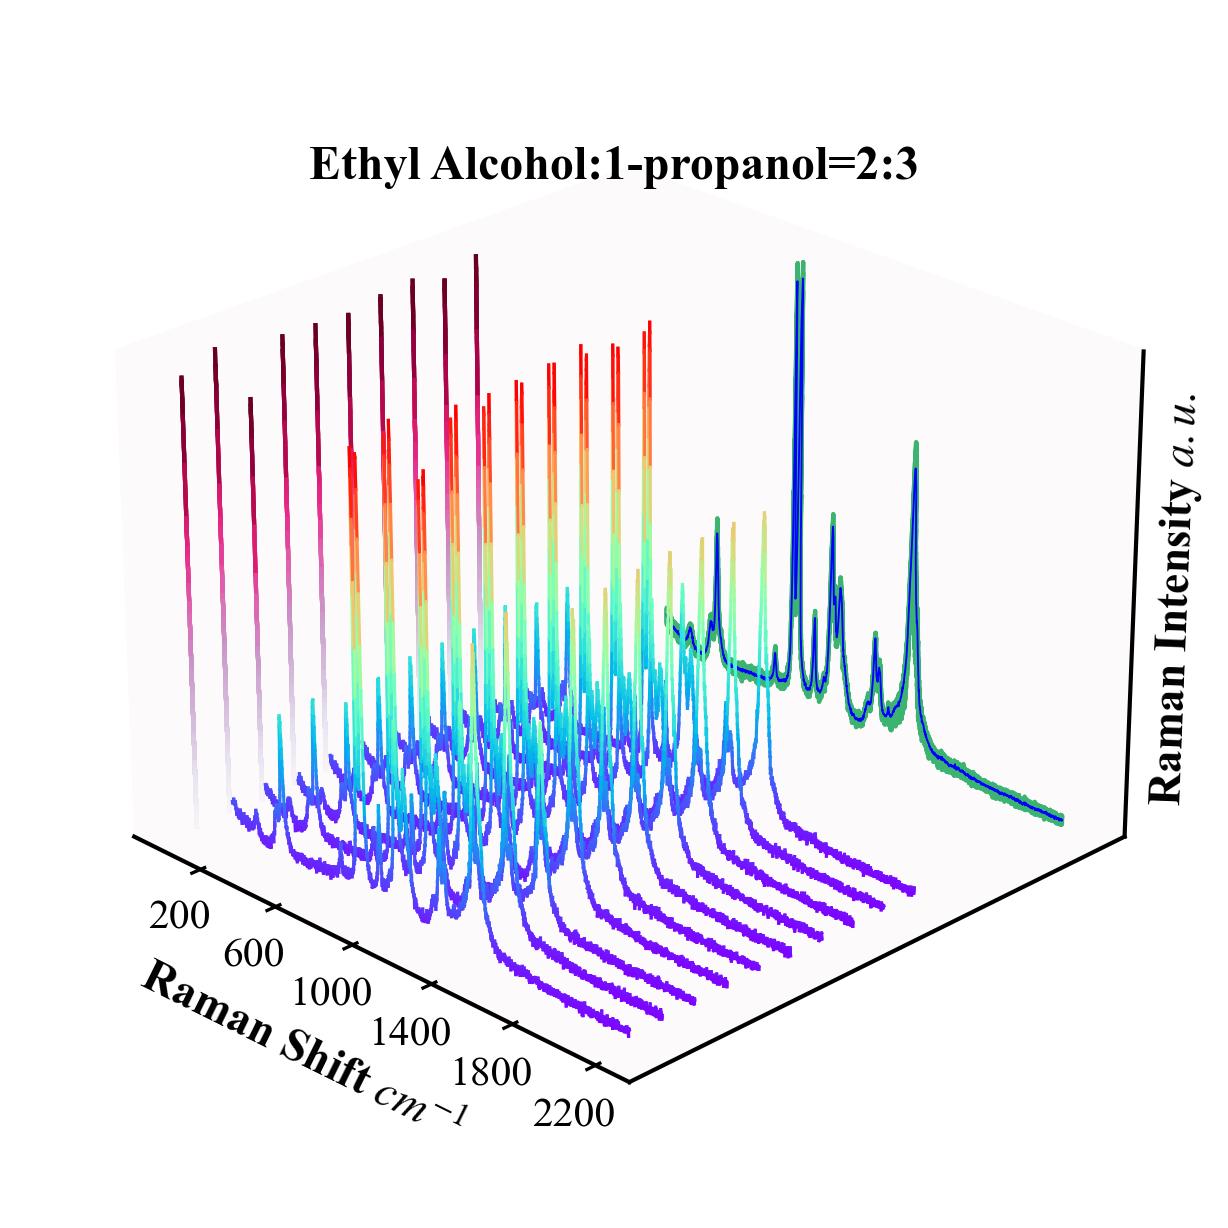 Ethyl Alcohol:1-propanol=2:3
Raman Intensity a.u.
200
600
1000
1400
1800
2200
Raman Shift cm⁻¹